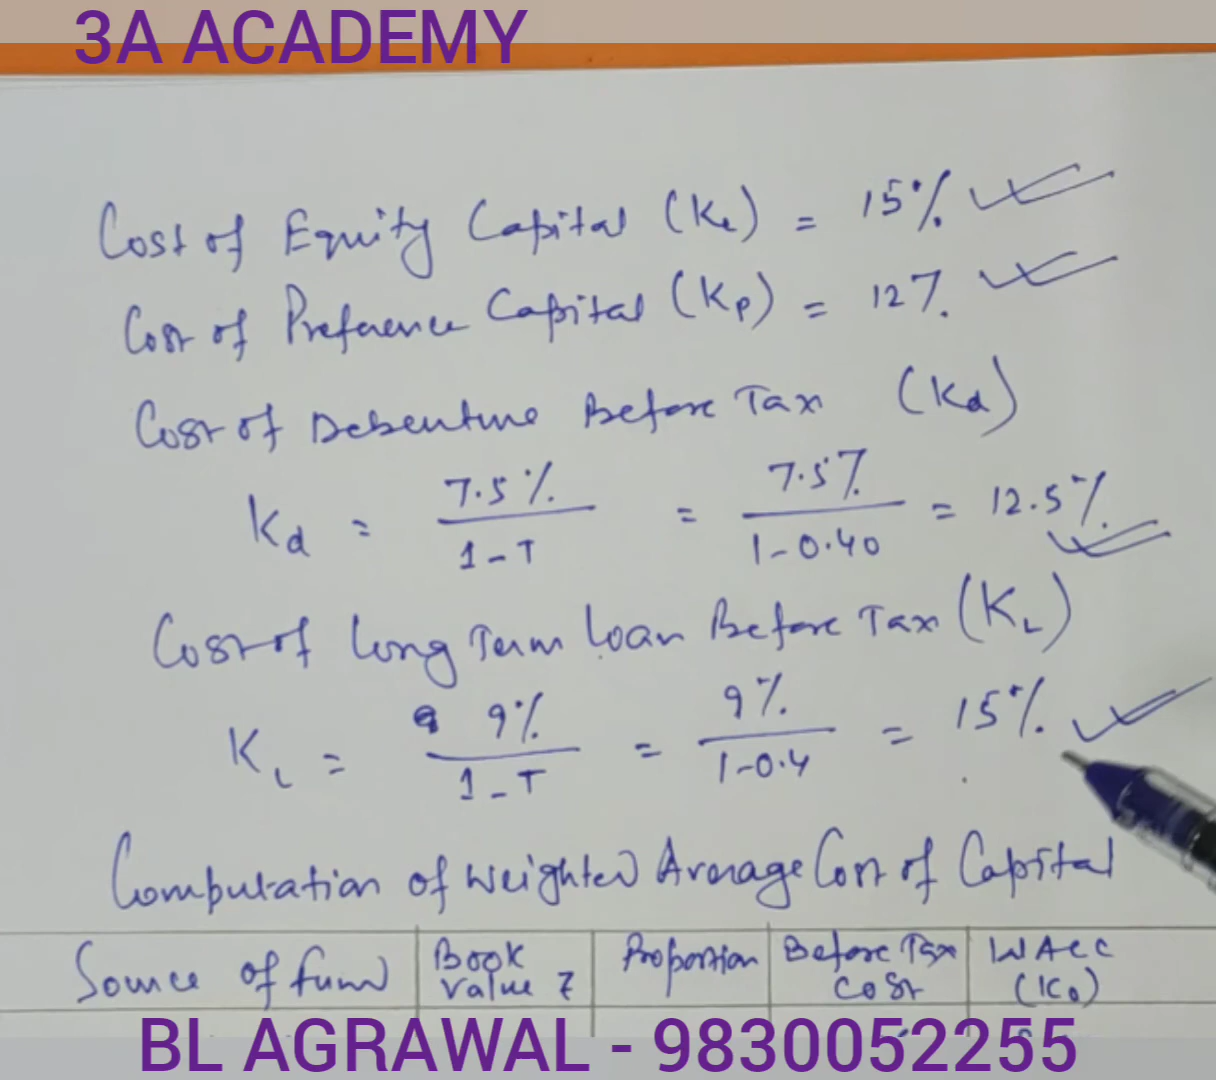 3A ACADEMY
Cost of Equity Capital (Ke) = 15%
Cost of Preference Capital (Kp) = 12%
Cost of Debenture Before Tax (Kd)
Kd = 7.5% / 1-T = 7.5% / 1-0.40 = 12.5%
Cost of Long Term Loan Before Tax (KL)
KL = 9% / 1-T = 9% / 1-0.4 = 15%
Computation of Weighted Average Cost of Capital
Source of Fund | Book Value ₹ | Proportion | Before Tax Cost | WACC (Ko)
BL AGRAWAL - 9830052255